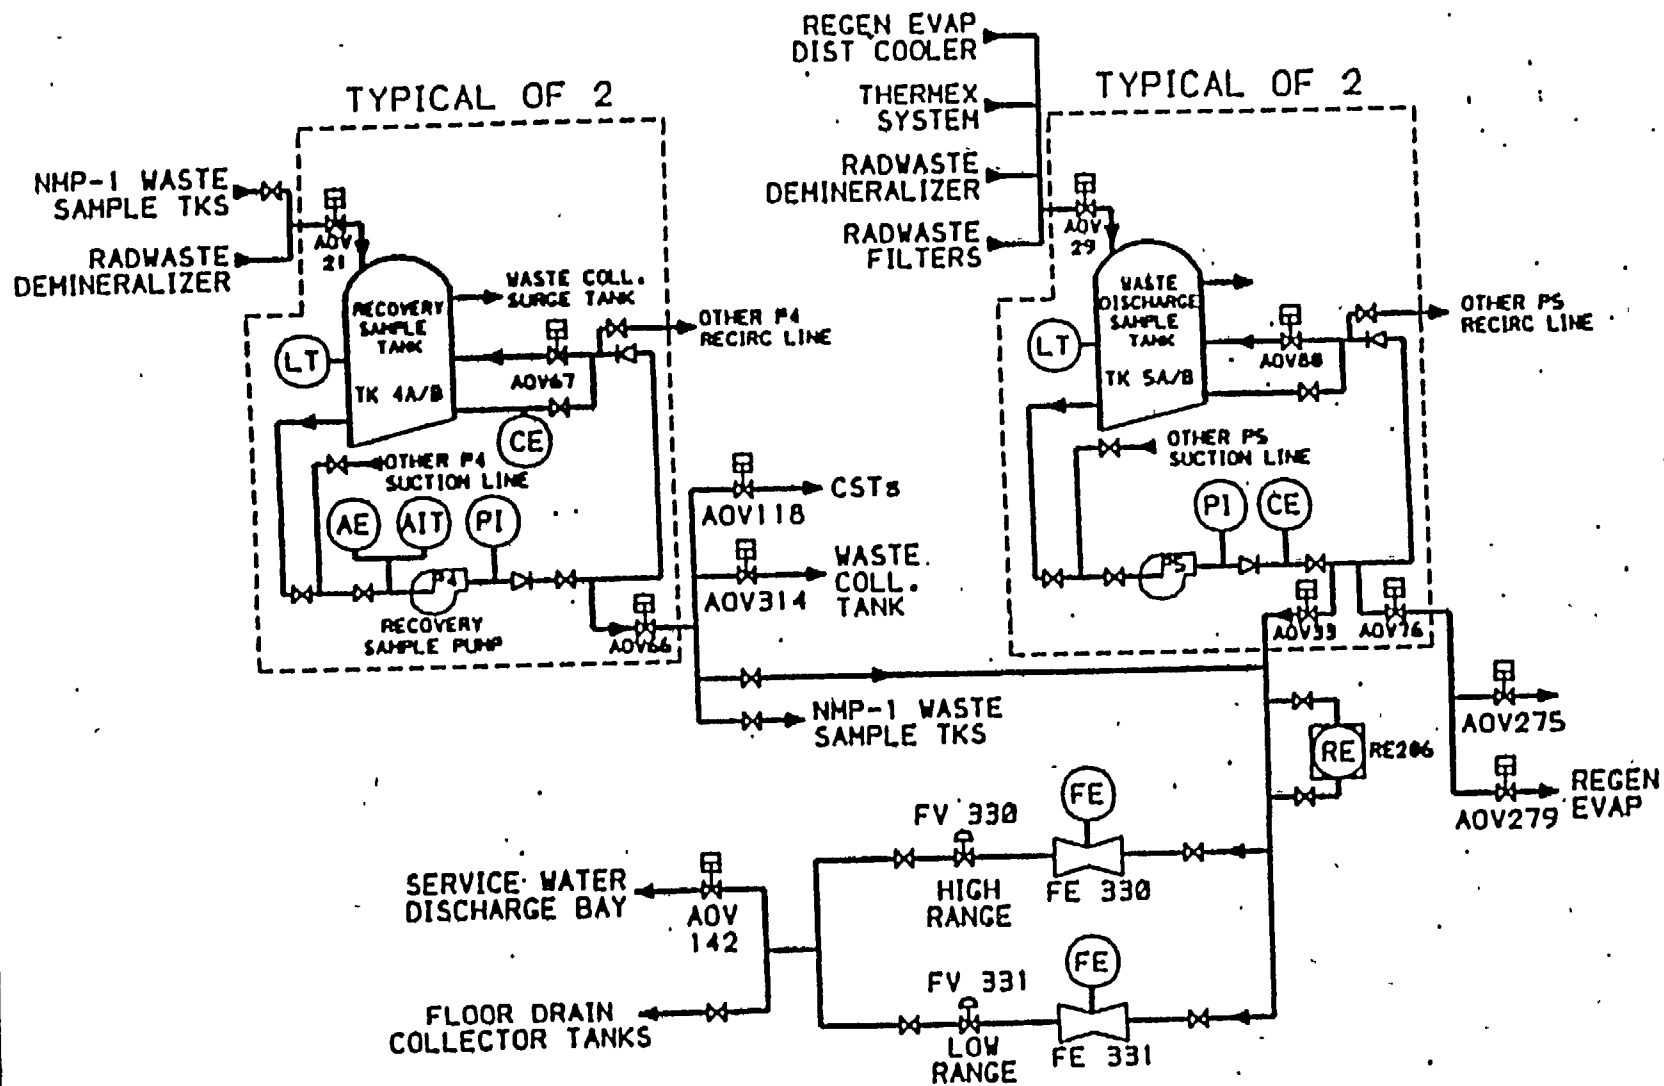 REGEN EVAP
DIST COOLER
THERMEX
SYSTEM
RADWASTE
DEMINERALIZER
RADWASTE
FILTERS
TYPICAL OF 2
TYPICAL OF 2
NMP-1 WASTE
SAMPLE TKS
RADWASTE
DEMINERALIZER
AOV
21
RECOVERY
SAMPLE
TANK
TK 4A/B
LT
WASTE COLL.
SURGE TANK
OTHER P4
RECIRC LINE
AOV67
CE
OTHER P4
SUCTION LINE
AE
AIT
PI
P4
RECOVERY
SAMPLE PUMP
AOV66
AOV118
CSTs
AOV314
WASTE
COLL.
TANK
NMP-1 WASTE
SAMPLE TKS
AOV
29
WASTE
DISCHARGE
SAMPLE
TANK
TK 5A/B
LT
OTHER P5
RECIRC LINE
AOV88
OTHER P5
SUCTION LINE
PI
CE
P5
AOV33
AOV76
RE
RE206
AOV275
AOV279
REGEN
EVAP
FE
FV 330
HIGH
RANGE
FE 330
SERVICE WATER
DISCHARGE BAY
AOV
142
FE
FV 331
LOW
RANGE
FE 331
FLOOR DRAIN
COLLECTOR TANKS